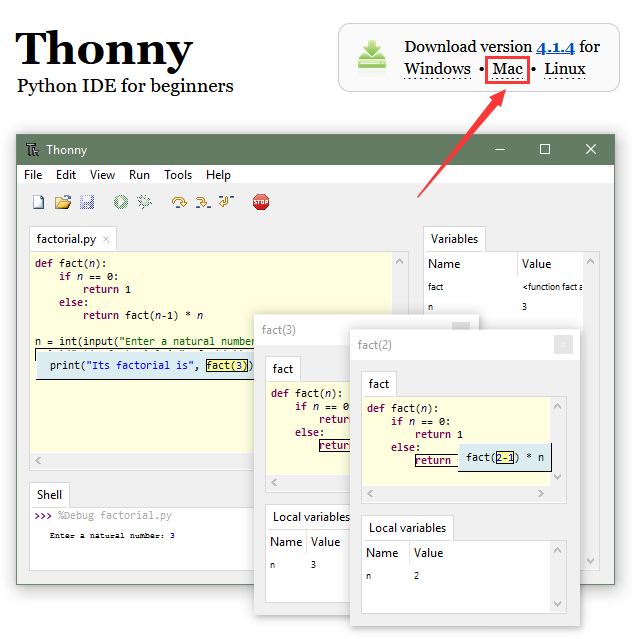 Thonny
Python IDE for beginners
Download version 4.1.4 for
Windows • Mac • Linux
Thonny
File Edit View Run Tools Help
STOP
factorial.py
def fact(n):
    if n == 0:
        return 1
    else:
        return fact(n-1) * n
n = int(input("Enter a natural number
print("Its factorial is", fact(3))
Shell
>>> %Debug factorial.py
Enter a natural number: 3
Variables
Name Value
fact <function fact a
n 3
fact(3)
fact
def fact(n):
    if n == 0
        retur
    else:
        retur
Local variables
Name Value
n 3
fact(2)
fact
def fact(n):
    if n == 0:
        return 1
    else:
        return
fact(2-1) * n
Local variables
Name Value
n 2